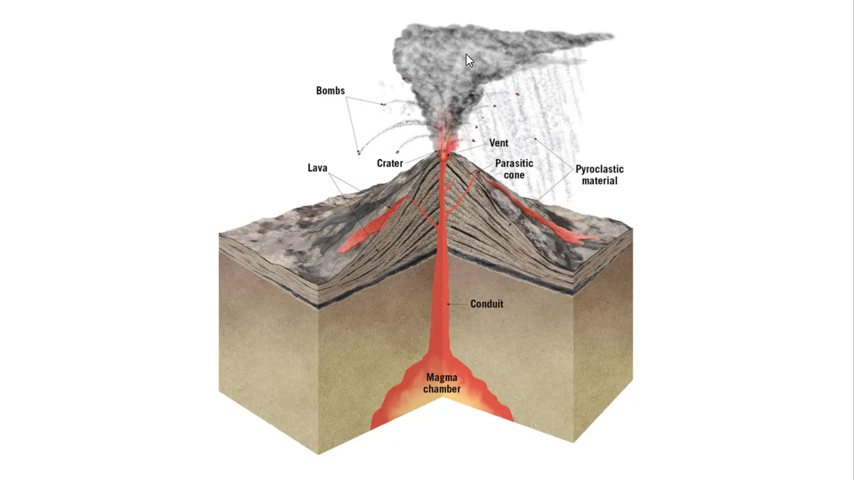 Bombs
Vent
Crater
Parasitic
cone
Lava
Pyroclastic
material
Conduit
Magma
chamber